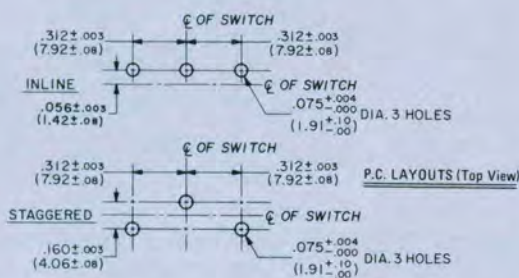 ℄ OF SWITCH
.312±.003
(7.92±.08)
.312±.003
(7.92±.08)
INLINE
℄ OF SWITCH
.056±.003
(1.42±.08)
.075+.004-.000 DIA. 3 HOLES
(1.91+.10-.00)
℄ OF SWITCH
.312±.003
(7.92±.08)
.312±.003
(7.92±.08)
P.C. LAYOUTS (Top View)
STAGGERED
℄ OF SWITCH
.160±.003
(4.06±.08)
.075+.004-.000 DIA. 3 HOLES
(1.91+.10-.00)